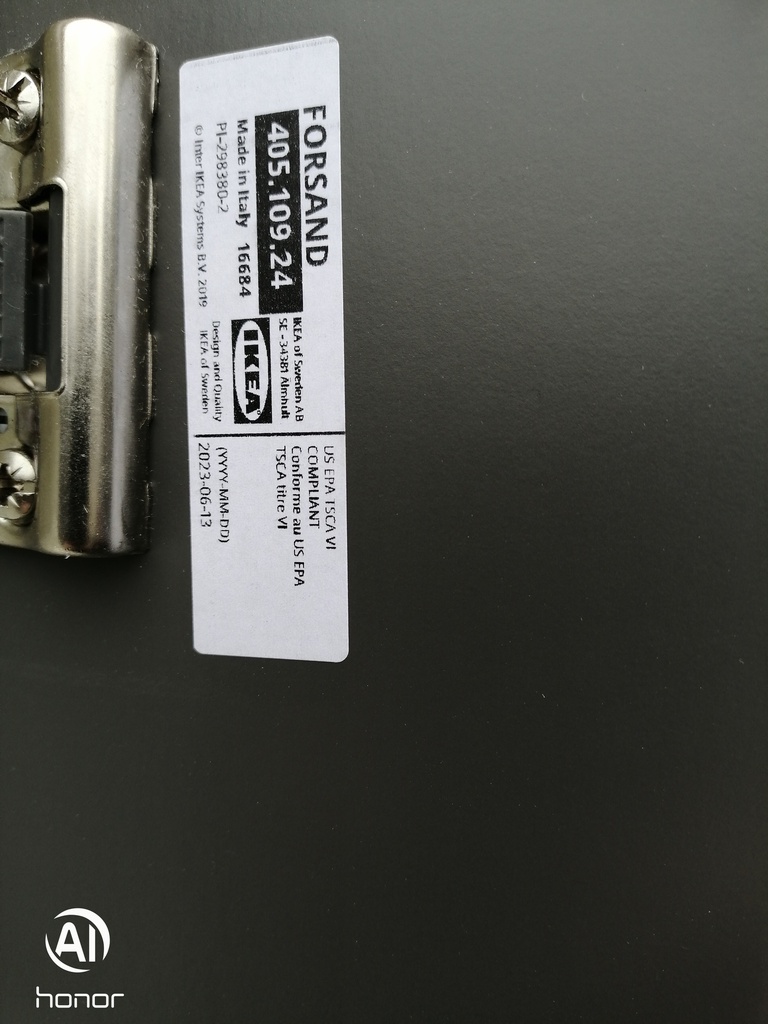 FORSAND
405.109.24
Made in Italy 16684
PI-298380-2
© Inter IKEA Systems B.V. 2019
IKEA of Sweden AB
SE-34381 Älmhult
IKEA
Design and Quality
IKEA of Sweden
US EPA TSCA VI
COMPLIANT
Conforme au US EPA
TSCA titre VI
(YYYY-MM-DD)
2023-06-13
AI
honor